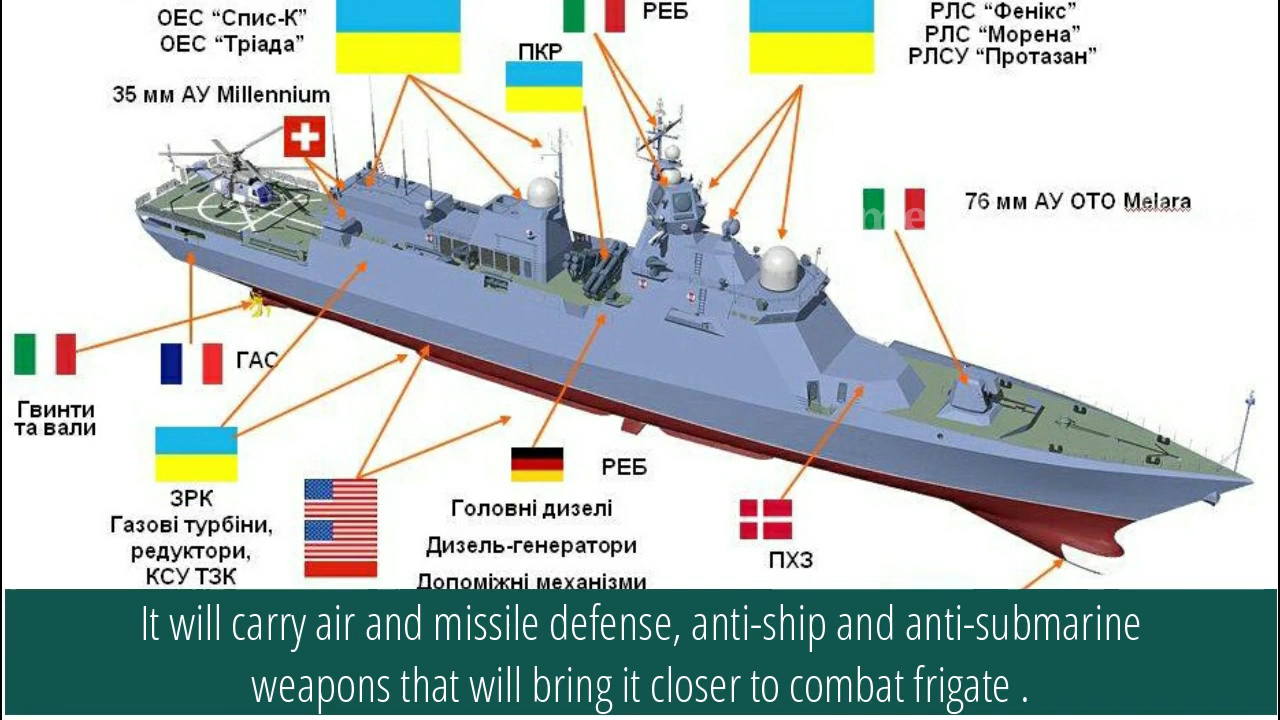 ОЕС “Спис-К”
ОЕС “Тріада”
РЕБ
РЛС “Фенікс”
РЛС “Морена”
РЛСУ “Протазан”
ПКР
35 мм АУ Millennium
76 мм АУ ОТО Melara
ГАС
Гвинти
та вали
ЗРК
Газові турбіни,
редуктори,
КСУ ТЗК
РЕБ
Головні дизелі
Дизель-генератори
Допоміжні механізми
ПХЗ
It will carry air and missile defense, anti-ship and anti-submarine
weapons that will bring it closer to combat frigate .